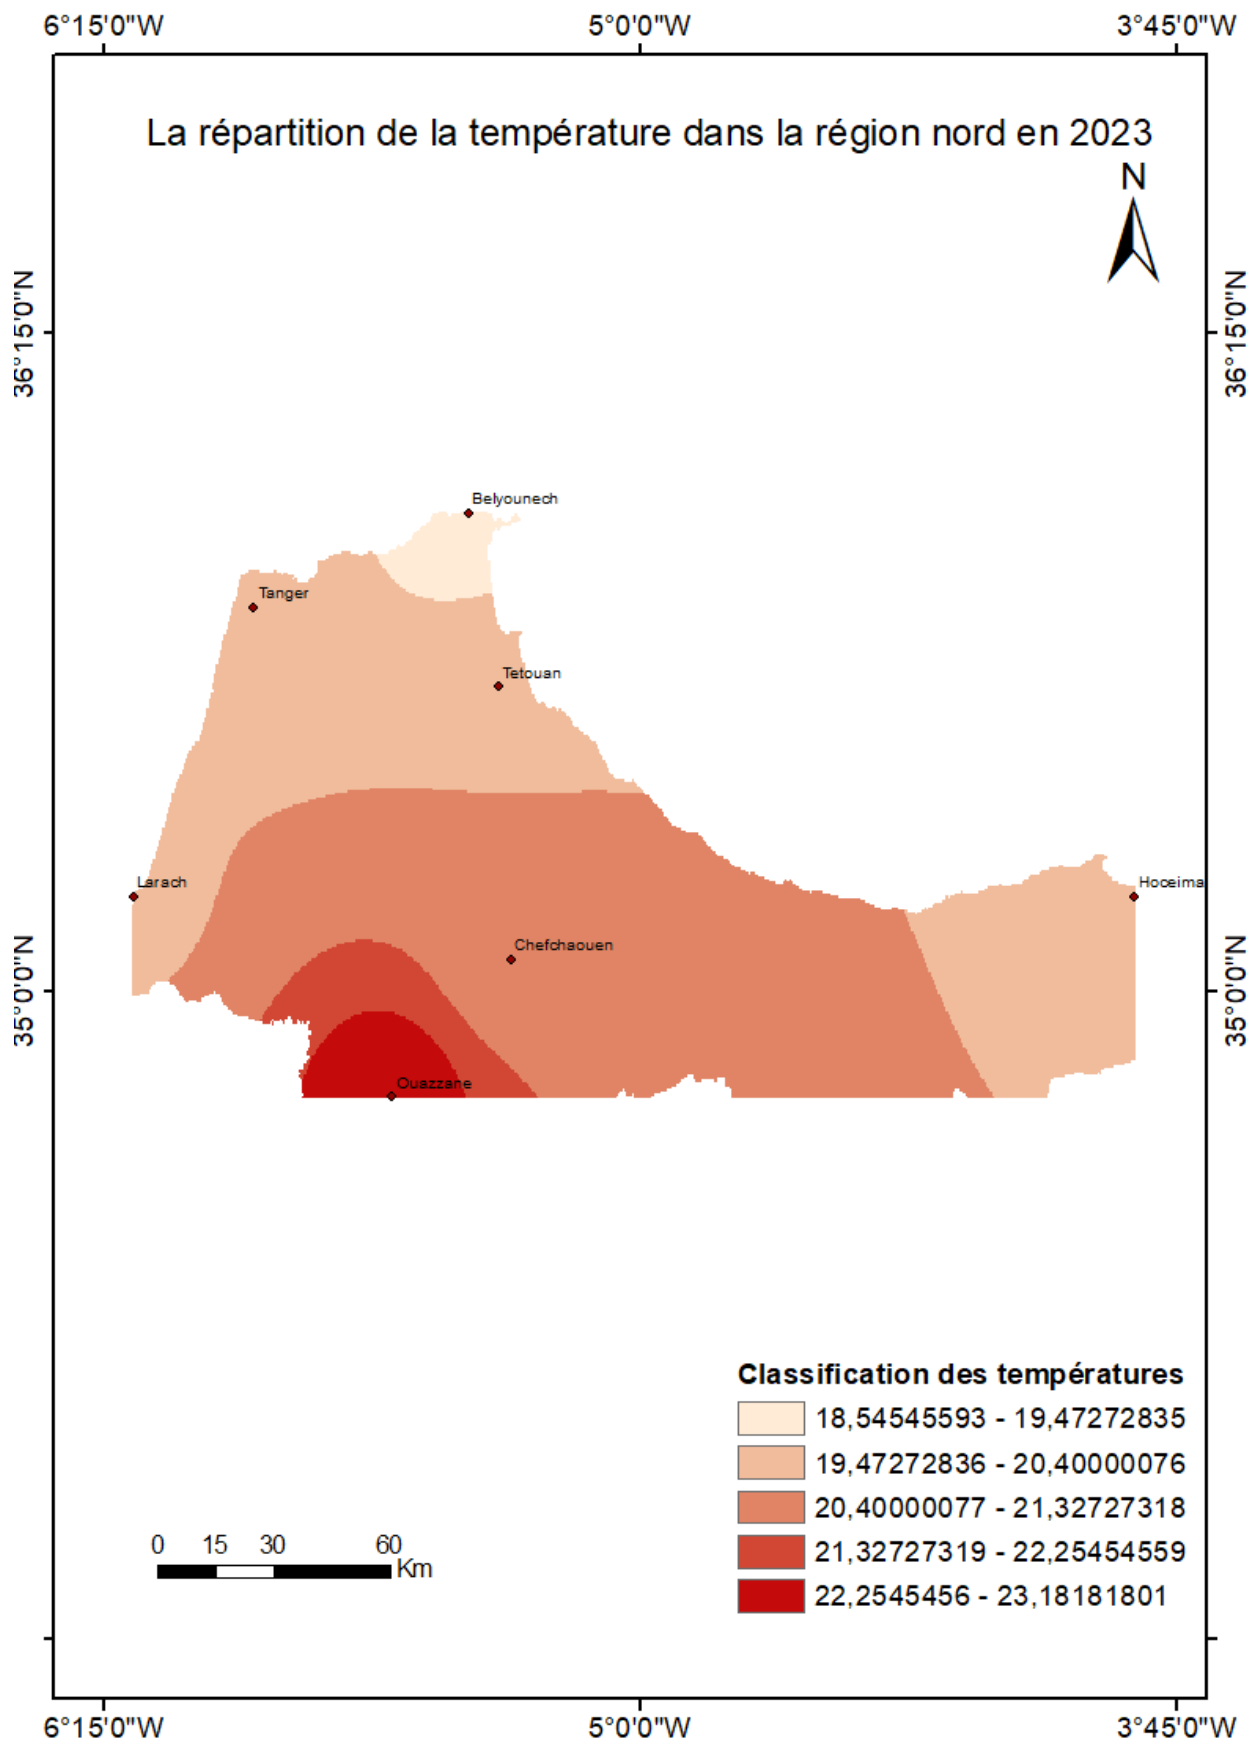 6°15'0"W 5°0'0"W 3°45'0"W
La répartition de la température dans la région nord en 2023
N
36°15'0"N 36°15'0"N
Belyounech
Tanger
Tetouan
Larach
Hoceima
Chefchaouen
35°0'0"N 35°0'0"N
Ouazzane
Classification des températures
18,54545593 - 19,47272835
19,47272836 - 20,40000076
20,40000077 - 21,32727318
21,32727319 - 22,25454559
22,2545456 - 23,18181801
0 15 30 60
Km
6°15'0"W 5°0'0"W 3°45'0"W